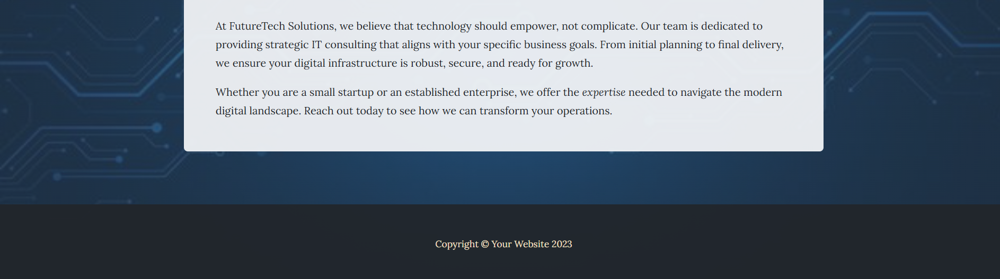 At FutureTech Solutions, we believe that technology should empower, not complicate. Our team is dedicated to
providing strategic IT consulting that aligns with your specific business goals. From initial planning to final delivery,
we ensure your digital infrastructure is robust, secure, and ready for growth.
Whether you are a small startup or an established enterprise, we offer the expertise needed to navigate the modern
digital landscape. Reach out today to see how we can transform your operations.
Copyright © Your Website 2023